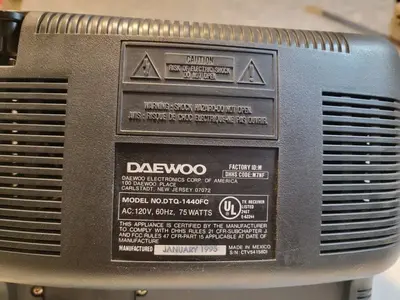 CAUTION
RISK OF ELECTRIC SHOCK
DO NOT OPEN
WARNING - SHOCK HAZARD-DO NOT OPEN.
AVIS - RISQUE DE CHOC ELECTRIQUE-NE PAS OUVRIR.
DAEWOO
FACTORY ID:M
DHHS CODE:M7NF
DAEWOO ELECTRONICS CORP. OF AMERICA
100 DAEWOO PLACE
CARLSTADT, NEW JERSEY 07072
MODEL NO.DTQ-1440FC
AC:120V, 60Hz, 75 WATTS
UL
TV RECEIVER
LISTED
THIS APPLIANCE IS CERTIFIED BY THE MANUFACTURER
TO COMPLY WITH DHHS RULES 21 CFR-SUBCHAPTER J
AND FCC RULES 47 CFR-PART 15 APPLICABLE AT DATE OF
MANUFACTURED JANUARY 1995
MADE IN MEXICO
S/N: